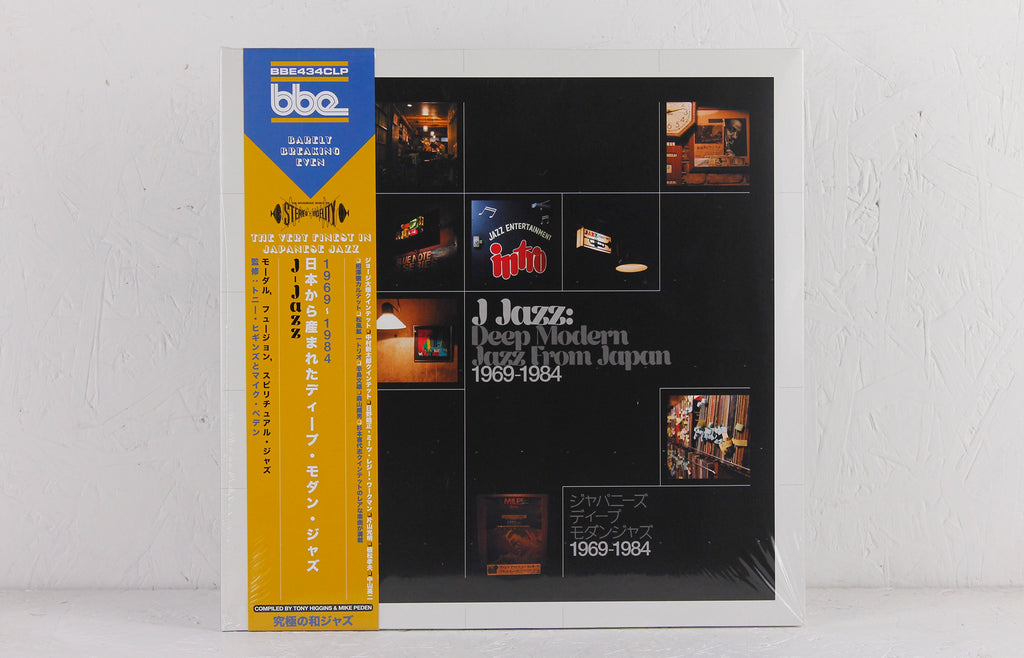 BBE434CLP
bbe
BARELY
BREAKING
EVEN
STEREO-FIDELITY
THE VERY FINEST IN
JAPANESE JAZZ
J-Jazz
1969~1984
日本から産まれたディープ・モダン・ジャズ
モーダル, フュージョン, スピリチュアル・ジャズ
監修:トニー・ヒギンズとマイク・ペデン
COMPILED BY TONY HIGGINS & MIKE PEDEN
究極の和ジャズ
JAZZ ENTERTAINMENT
intro
BLUE NOTE
J Jazz:
Deep Modern
Jazz From Japan
1969-1984
MILES
ジャパニーズ
ディープ
モダンジャズ
1969-1984